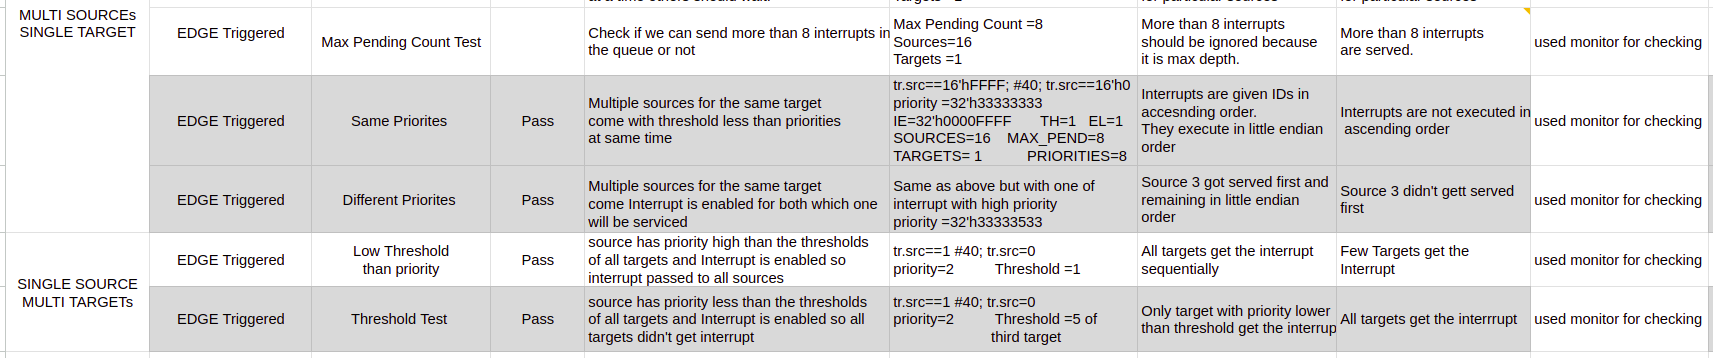 MULTI SOURCEs
SINGLE TARGET
EDGE Triggered
Max Pending Count Test
Check if we can send more than 8 interrupts in
the queue or not
Max Pending Count =8
Sources=16
Targets =1
More than 8 interrupts
should be ignored because
it is max depth.
More than 8 interrupts
are served.
used monitor for checking
EDGE Triggered
Same Priorites
Pass
Multiple sources for the same target
come with threshold less than priorities
at same time
tr.src==16'hFFFF; #40; tr.src==16'h0
priority =32'h33333333
IE=32'h0000FFFF TH=1 EL=1
SOURCES=16 MAX_PEND=8
TARGETS= 1 PRIORITIES=8
Interrupts are given IDs in
accesnding order.
They execute in little endian
order
Interrupts are not executed in
ascending order
used monitor for checking
EDGE Triggered
Different Priorites
Pass
Multiple sources for the same target
come Interrupt is enabled for both which one
will be serviced
Same as above but with one of
interrupt with high priority
priority =32'h33333533
Source 3 got served first and
remaining in little endian
order
Source 3 didn't gett served
first
used monitor for checking
SINGLE SOURCE
MULTI TARGETs
EDGE Triggered
Low Threshold
than priority
Pass
source has priority high than the thresholds
of all targets and Interrupt is enabled so
interrupt passed to all sources
tr.src==1 #40; tr.src=0
priority=2 Threshold =1
All targets get the interrupt
sequentially
Few Targets get the
Interrupt
used monitor for checking
EDGE Triggered
Threshold Test
Pass
source has priority less than the thresholds
of all targets and Interrupt is enabled so all
targets didn't get interrupt
tr.src==1 #40; tr.src=0
priority=2 Threshold =5 of
third target
Only target with priority lower
than threshold get the interrup
All targets get the interrrupt
used monitor for checking